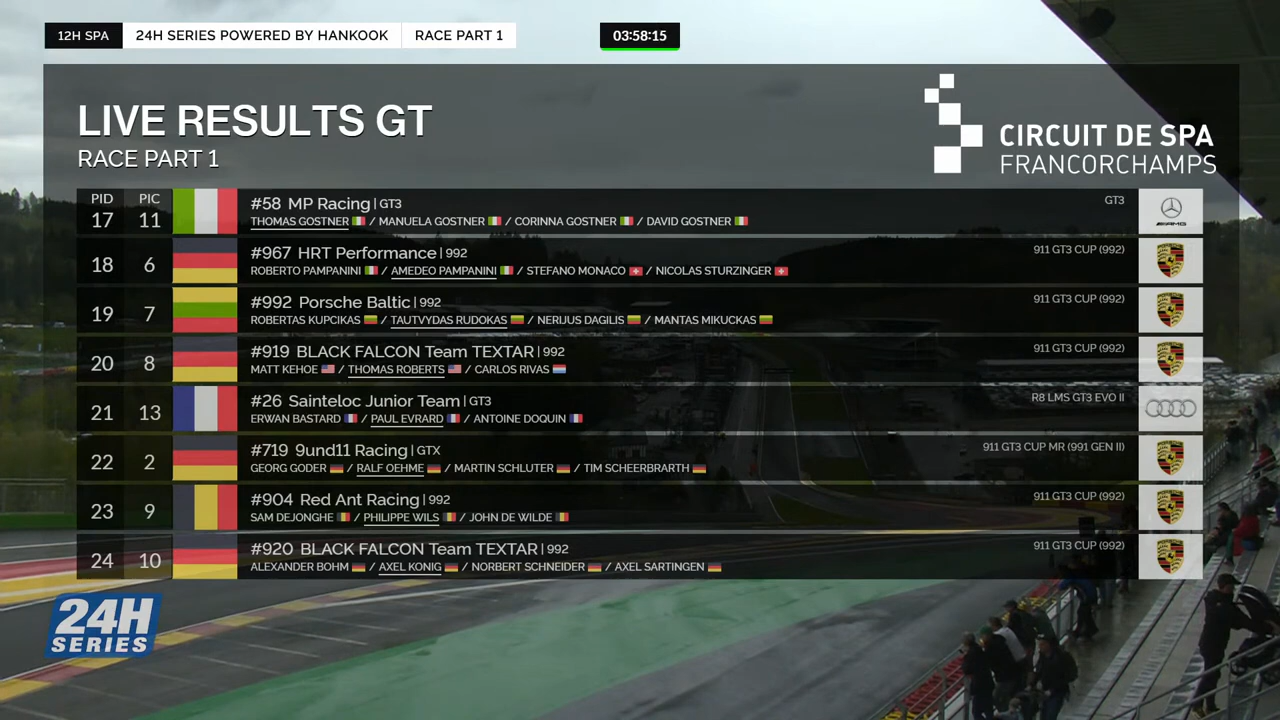 12H SPA 24H SERIES POWERED BY HANKOOK RACE PART 1 03:58:15
LIVE RESULTS GT
RACE PART 1
CIRCUIT DE SPA
FRANCORCHAMPS
PID PIC
17 11 #58 MP Racing | GT3 GT3
THOMAS GOSTNER / MANUELA GOSTNER / CORINNA GOSTNER / DAVID GOSTNER
AMG
18 6 #967 HRT Performance | 992 911 GT3 CUP (992)
ROBERTO PAMPANINI / AMEDEO PAMPANINI / STEFANO MONACO / NICOLAS STURZINGER
19 7 #992 Porsche Baltic | 992 911 GT3 CUP (992)
ROBERTAS KUPCIKAS / TAUTVYDAS RUDOKAS / NERIJUS DAGILIS / MANTAS MIKUCKAS
20 8 #919 BLACK FALCON Team TEXTAR | 992 911 GT3 CUP (992)
MATT KEHOE / THOMAS ROBERTS / CARLOS RIVAS
21 13 #26 Sainteloc Junior Team | GT3 R8 LMS GT3 EVO II
ERWAN BASTARD / PAUL EVRARD / ANTOINE DOQUIN
22 2 #719 9und11 Racing | GTX 911 GT3 CUP MR (991 GEN II)
GEORG GODER / RALF OEHME / MARTIN SCHLUTER / TIM SCHEERBRARTH
23 9 #904 Red Ant Racing | 992 911 GT3 CUP (992)
SAM DEJONGHE / PHILIPPE WILS / JOHN DE WILDE
24 10 #920 BLACK FALCON Team TEXTAR | 992 911 GT3 CUP (992)
ALEXANDER BOHM / AXEL KONIG / NORBERT SCHNEIDER / AXEL SARTINGEN
24H
SERIES